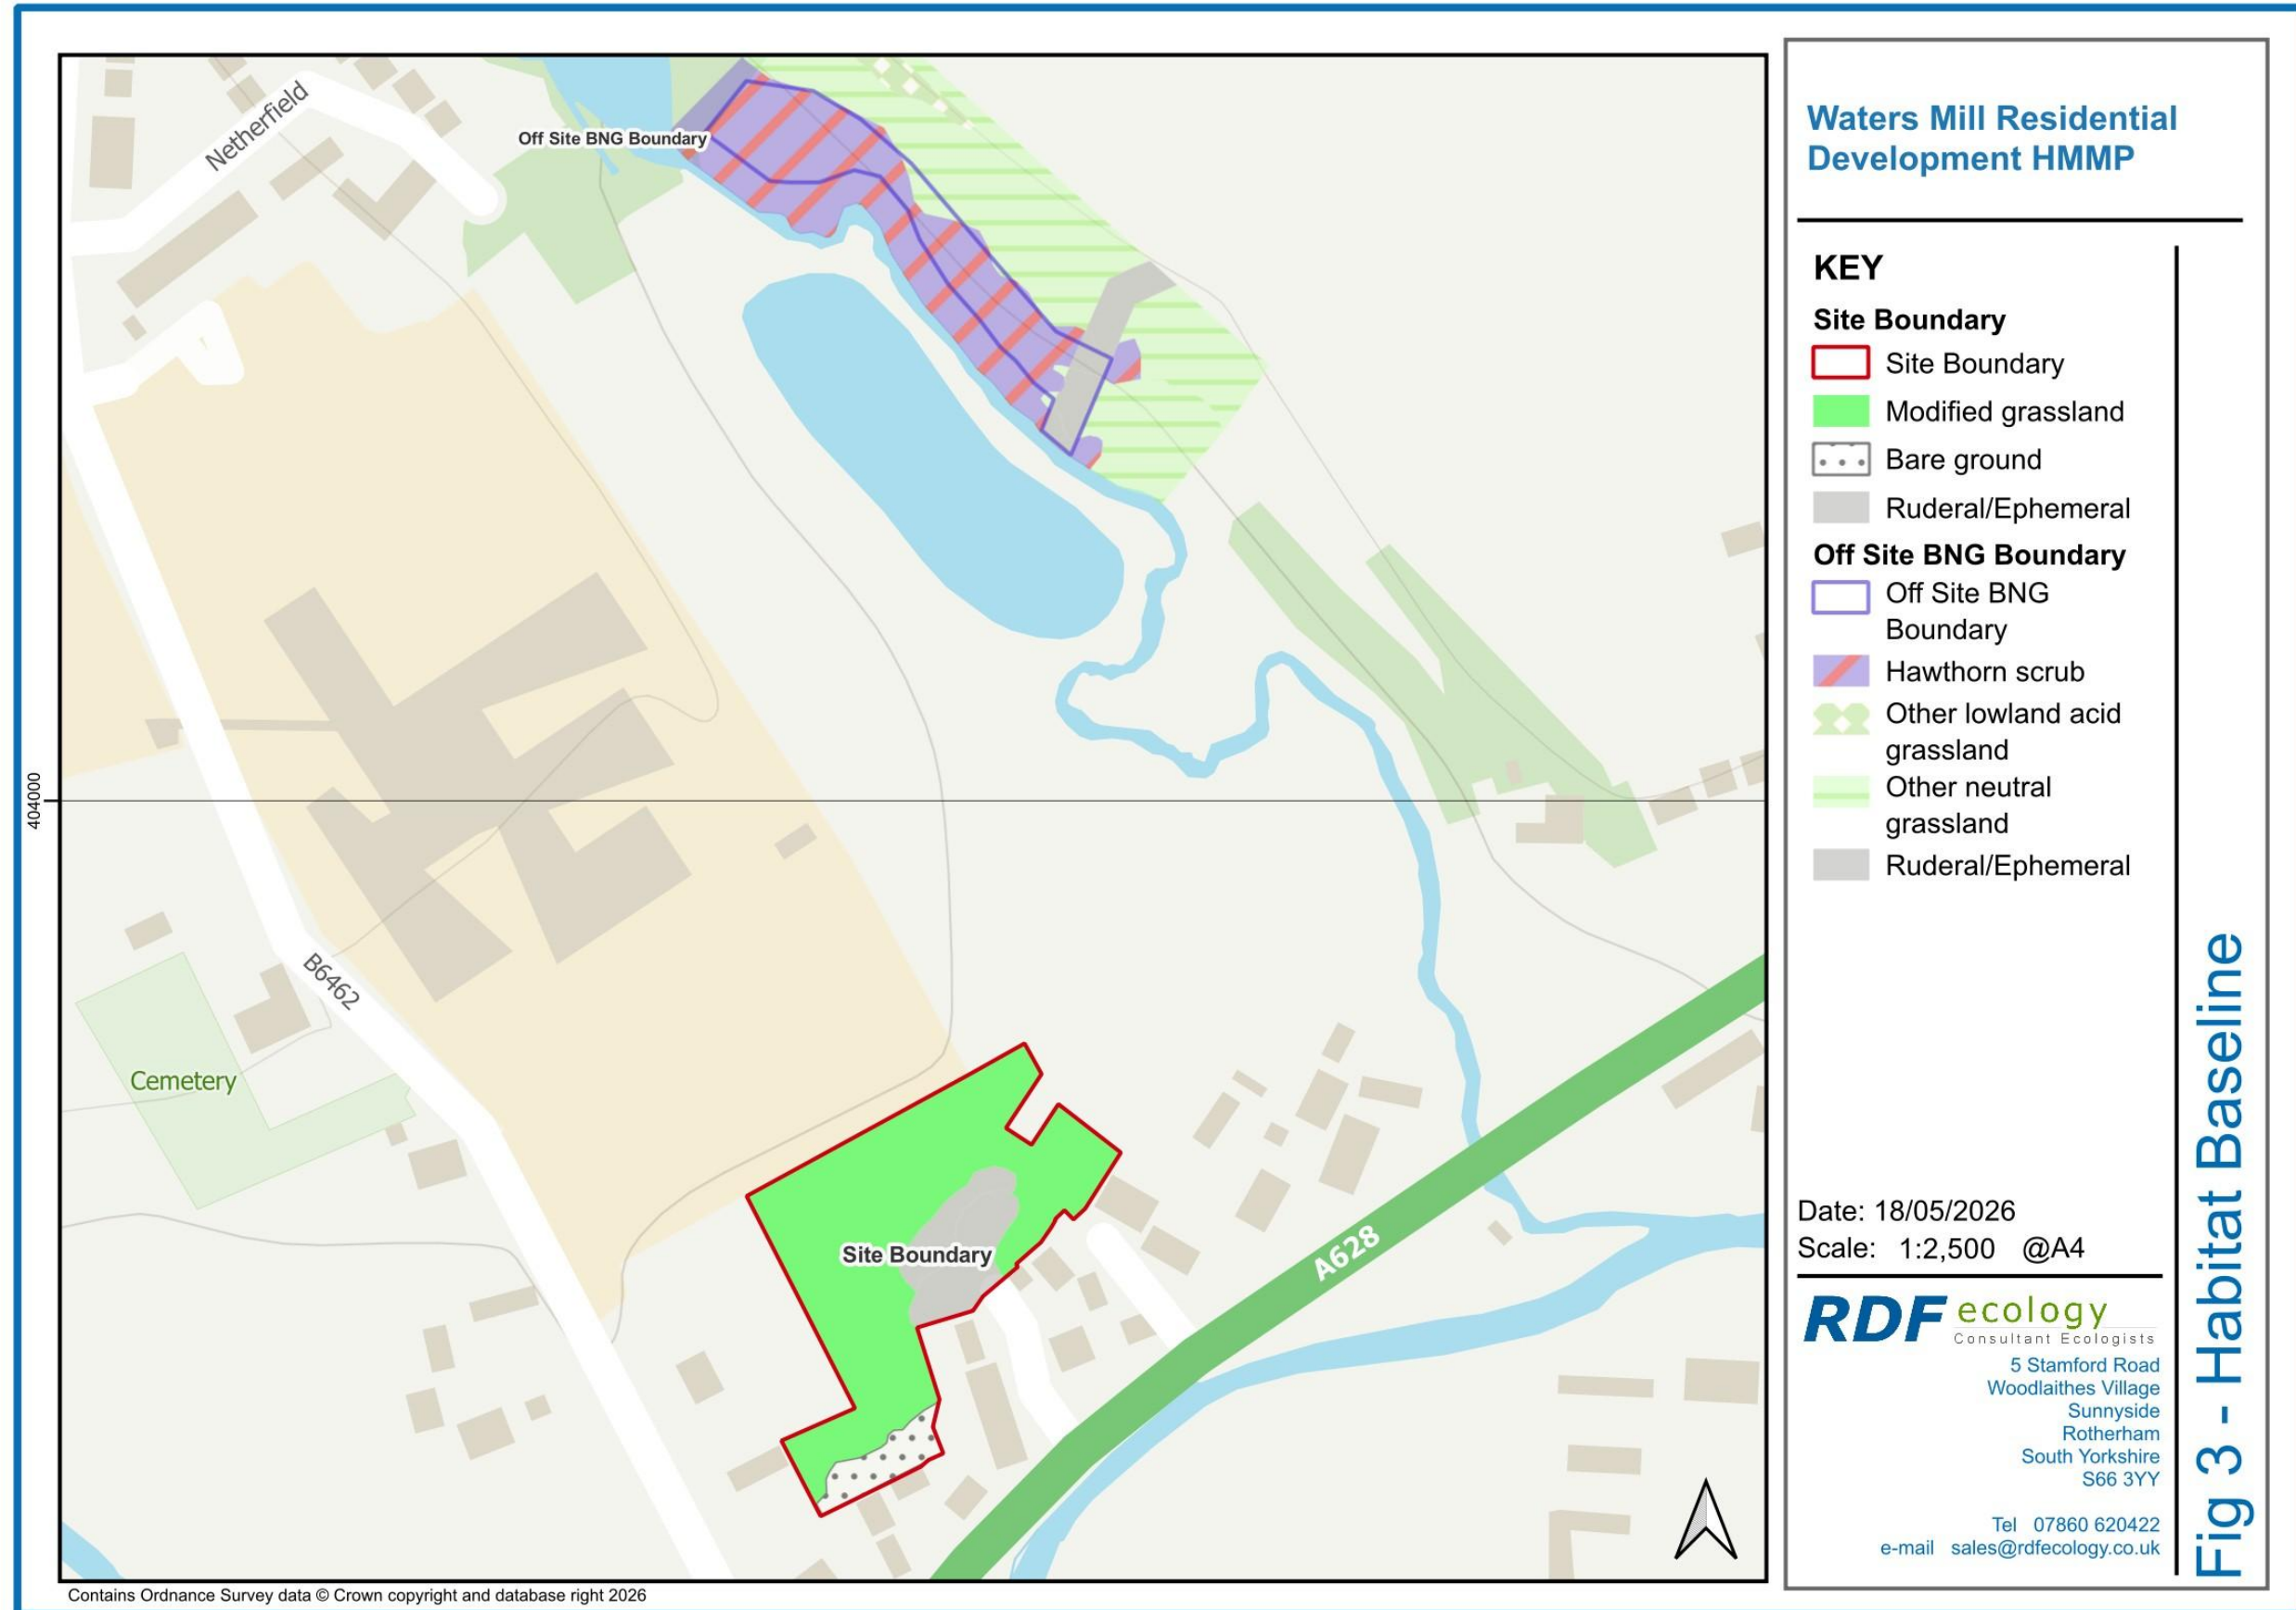 Netherfield
Off Site BNG Boundary
404000
B6462
Cemetery
Site Boundary
A628
Contains Ordnance Survey data © Crown copyright and database right 2026
Waters Mill Residential
Development HMMP
KEY
Site Boundary
Site Boundary
Modified grassland
Bare ground
Ruderal/Ephemeral
Off Site BNG Boundary
Off Site BNG
Boundary
Hawthorn scrub
Other lowland acid
grassland
Other neutral
grassland
Ruderal/Ephemeral
Date: 18/05/2026
Scale: 1:2,500 @A4
RDF ecology
Consultant Ecologists
5 Stamford Road
Woodlaithes Village
Sunnyside
Rotherham
South Yorkshire
S66 3YY
Tel 07860 620422
e-mail sales@rdfecology.co.uk
Fig 3 - Habitat Baseline